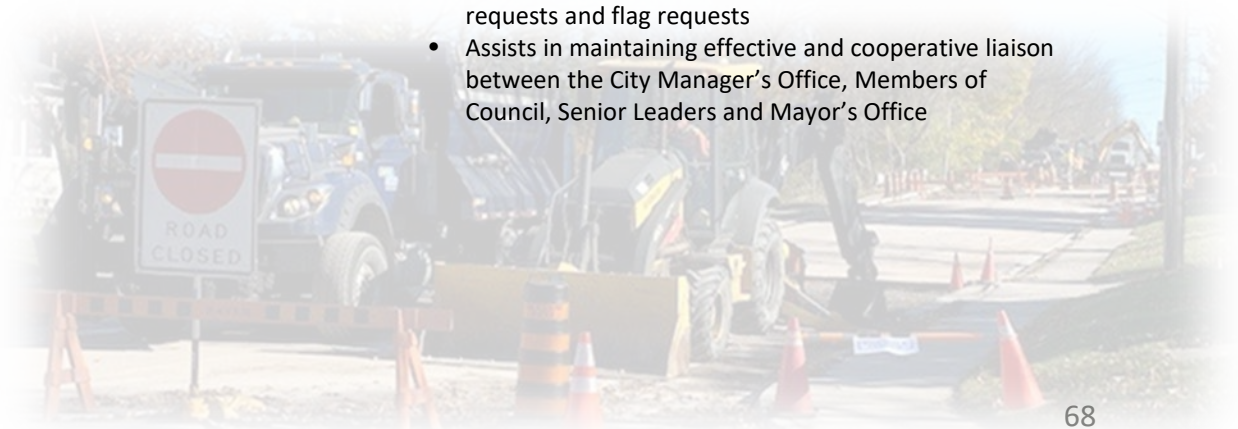 requests and flag requests
• Assists in maintaining effective and cooperative liaison
between the City Manager’s Office, Members of
Council, Senior Leaders and Mayor’s Office
ROAD
CLOSED
68